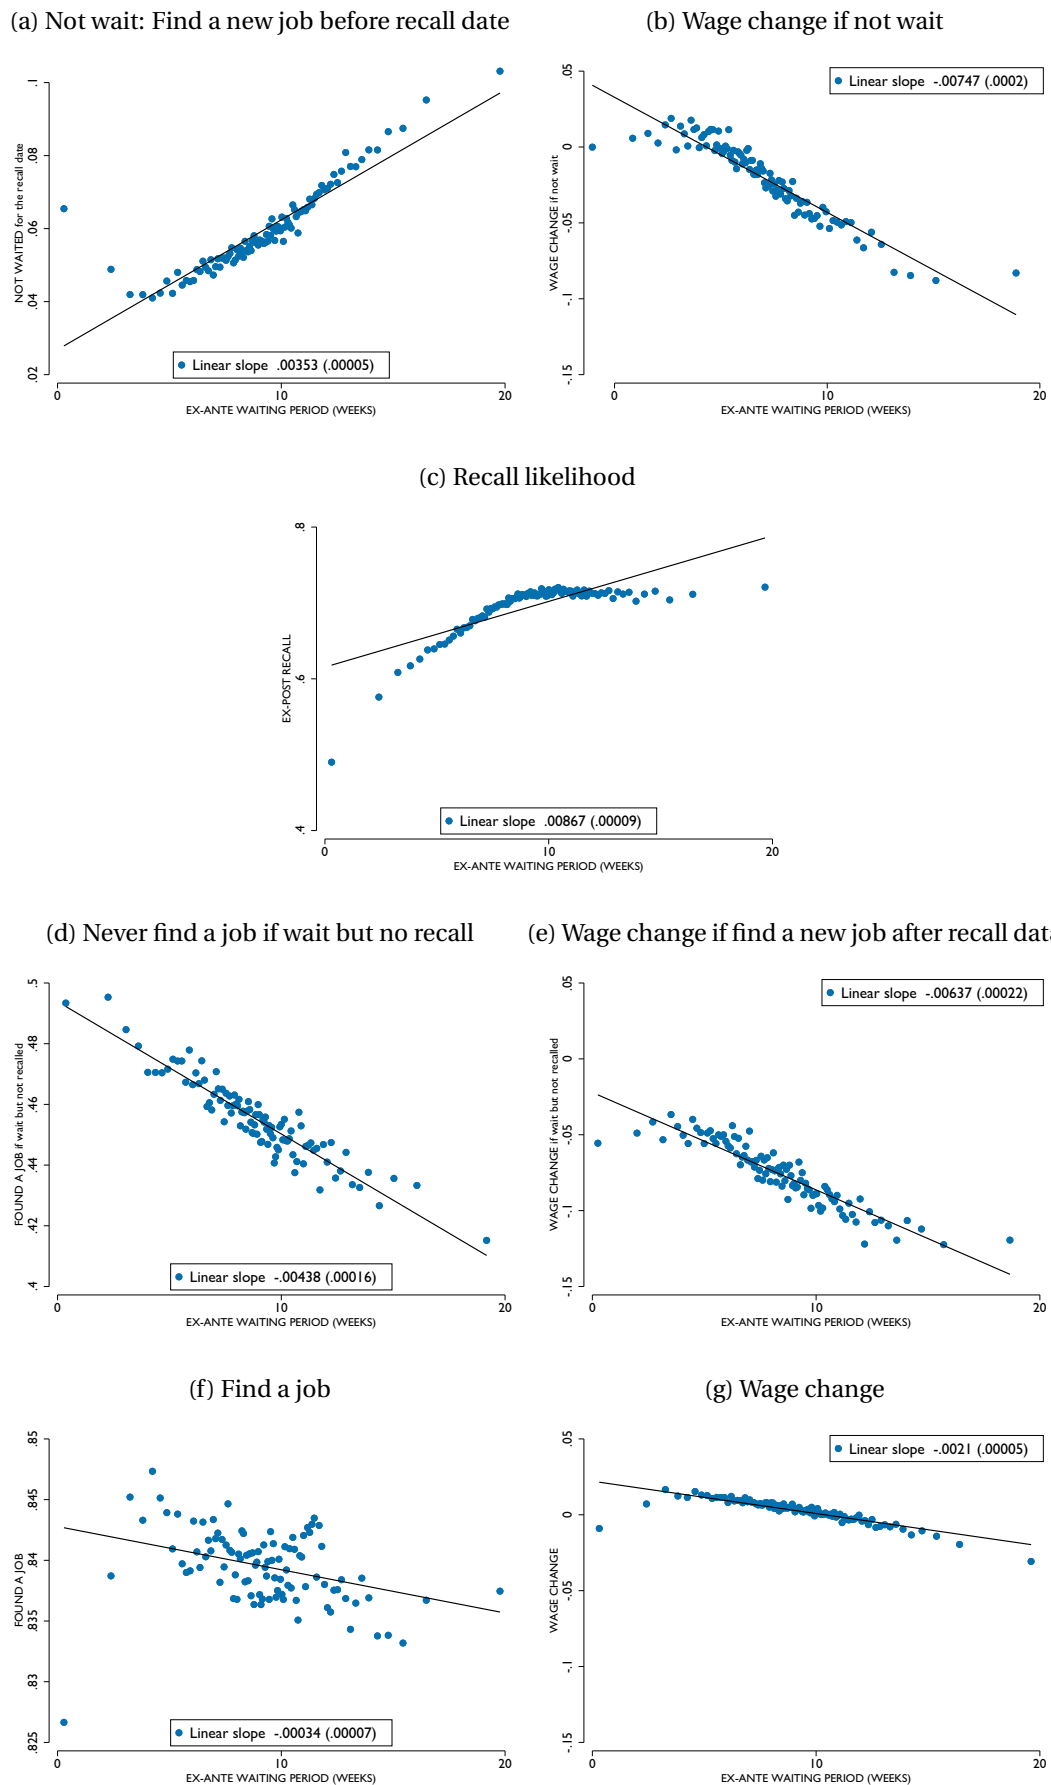 (a) Not wait: Find a new job before recall date
NOT WAITED for the recall date
.1
.08
.06
.04
.02
Linear slope .00353 (.00005)
0
10
20
EX-ANTE WAITING PERIOD (WEEKS)
(b) Wage change if not wait
WAGE CHANGE if not wait
.05
0
-.05
-.1
-.15
Linear slope -.00747 (.0002)
0
10
20
EX-ANTE WAITING PERIOD (WEEKS)
(c) Recall likelihood
EX-POST RECALL
.8
.6
.4
Linear slope .00867 (.00009)
0
10
20
EX-ANTE WAITING PERIOD (WEEKS)
(d) Never find a job if wait but no recall
FOUND A JOB if wait but not recalled
.5
.48
.46
.44
.42
.4
Linear slope -.00438 (.00016)
0
10
20
EX-ANTE WAITING PERIOD (WEEKS)
(e) Wage change if find a new job after recall data
WAGE CHANGE if wait but not recalled
.05
0
-.05
-.1
-.15
Linear slope -.00637 (.00022)
0
10
20
EX-ANTE WAITING PERIOD (WEEKS)
(f) Find a job
FOUND A JOB
.85
.845
.84
.835
.83
.825
Linear slope -.00034 (.00007)
0
10
20
EX-ANTE WAITING PERIOD (WEEKS)
(g) Wage change
WAGE CHANGE
.05
0
-.05
-.1
-.15
Linear slope -.0021 (.00005)
0
10
20
EX-ANTE WAITING PERIOD (WEEKS)